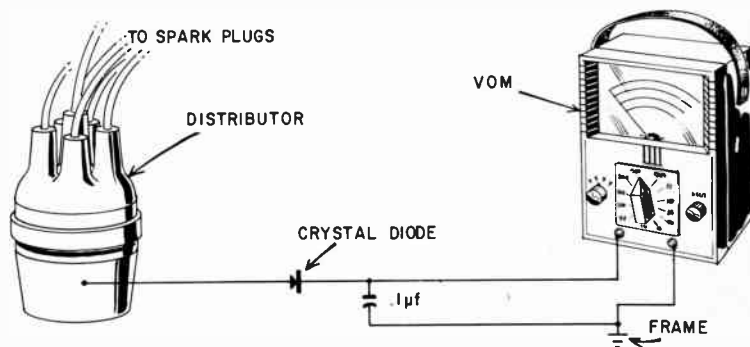 TO SPARK PLUGS
VOM
DISTRIBUTOR
CRYSTAL DIODE
.1µf
FRAME